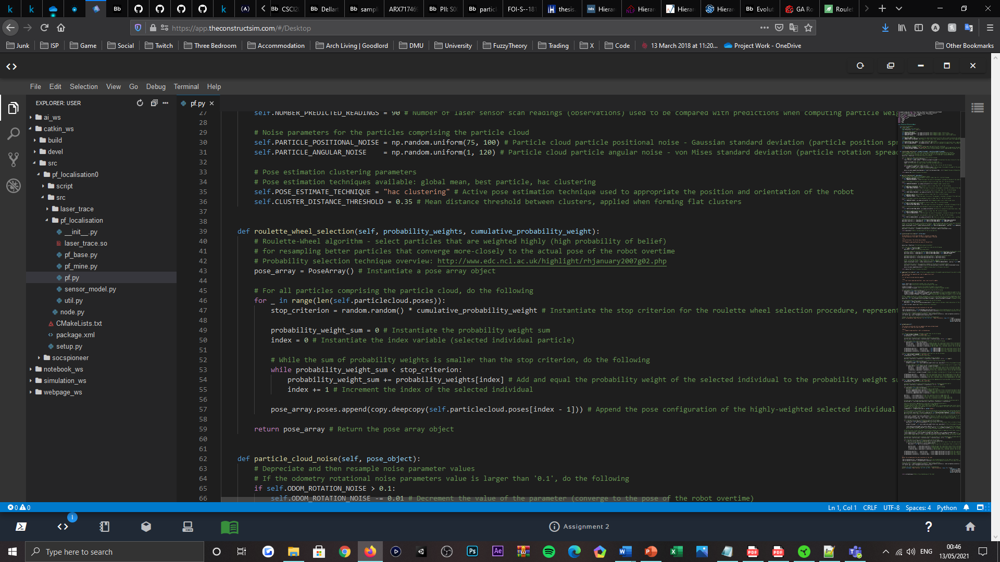 CSCI20
Dellart
sampl
ARX71746
PII: S0
particl
FOI-S--181
thesis.
Hierar
Hierar
Hierar
Hierar
Evolut
GA Ro
Roulet
https://app.theconstructsim.com/#/Desktop
Junk
ISP
Game
Social
Twitch
Three Bedroom
Accommodation
Arch Living | Goodlord
DMU
University
FuzzyTheory
Trading
X
Code
13 March 2018 at 11:20...
Project Work - OneDrive
Other Bookmarks
File Edit Selection View Go Debug Terminal Help
EXPLORER: USER
ai_ws
catkin_ws
build
devel
src
pf_localisation0
script
src
laser_trace
pf_localisation
__init__.py
laser_trace.so
pf_base.py
pf_mine.py
pf.py
sensor_model.py
util.py
node.py
CMakeLists.txt
package.xml
setup.py
socspioneer
notebook_ws
simulation_ws
webpage_ws
pf.py
27 self.NUMBER_PREDICTED_READINGS = 90 # Number of laser sensor scan readings (observations) used to be compared with predictions when computing particle wei
28
29 # Noise parameters for the particles comprising the particle cloud
30 self.PARTICLE_POSITIONAL_NOISE = np.random.uniform(75, 100) # Particle cloud particle positional noise - Gaussian standard deviation (particle position spr
31 self.PARTICLE_ANGULAR_NOISE = np.random.uniform(1, 120) # Particle cloud particle angular noise - von Mises standard deviation (particle rotation spread
32
33 # Pose estimation clustering parameters
34 # Pose estimation techniques available: global mean, best particle, hac clustering
35 self.POSE_ESTIMATE_TECHNIQUE = "hac clustering" # Active pose estimation technique used to appropriate the position and orientation of the robot
36 self.CLUSTER_DISTANCE_THRESHOLD = 0.35 # Mean distance threshold between clusters, applied when forming flat clusters
37
38
39 def roulette_wheel_selection(self, probability_weights, cumulative_probability_weight):
40 # Roulette-Wheel algorithm - select particles that are weighted highly (high probability of belief)
41 # for resampling better particles that converge more-closely to the actual pose of the robot overtime
42 # Probability selection technique overview: http://www.edc.ncl.ac.uk/highlight/rhjanuary2007g02.php
43 pose_array = PoseArray() # Instantiate a pose array object
44
45 # For all particles comprising the particle cloud, do the following
46 for _ in range(len(self.particlecloud.poses)):
47 stop_criterion = random.random() * cumulative_probability_weight # Instantiate the stop criterion for the roulette wheel selection procedure, represent
48
49 probability_weight_sum = 0 # Instantiate the probability weight sum
50 index = 0 # Instantiate the index variable (selected individual particle)
51
52 # While the sum of probability weights is smaller than the stop criterion, do the following
53 while probability_weight_sum < stop_criterion:
54 probability_weight_sum += probability_weights[index] # Add and equal the probability weight of the selected individual to the probability weight su
55 index += 1 # Increment the index of the selected individual
56
57 pose_array.poses.append(copy.deepcopy(self.particlecloud.poses[index - 1])) # Append the pose configuration of the highly-weighted selected individual
58
59 return pose_array # Return the pose array object
60
61
62 def particle_cloud_noise(self, pose_object):
63 # Depreciate and then resample noise parameter values
64 # If the odometry rotational noise parameters value is larger than '0.1', do the following
65 if self.ODOM_ROTATION_NOISE > 0.1:
66 self.ODOM_ROTATION_NOISE -= 0.01 # Decrement the value of the parameter (converge to the pose of the robot overtime)
0 0
Ln 1, Col 1 CRLF UTF-8 Spaces: 4 Python
1
Assignment 2
?
Type here to search
ENG
00:46
13/05/2021